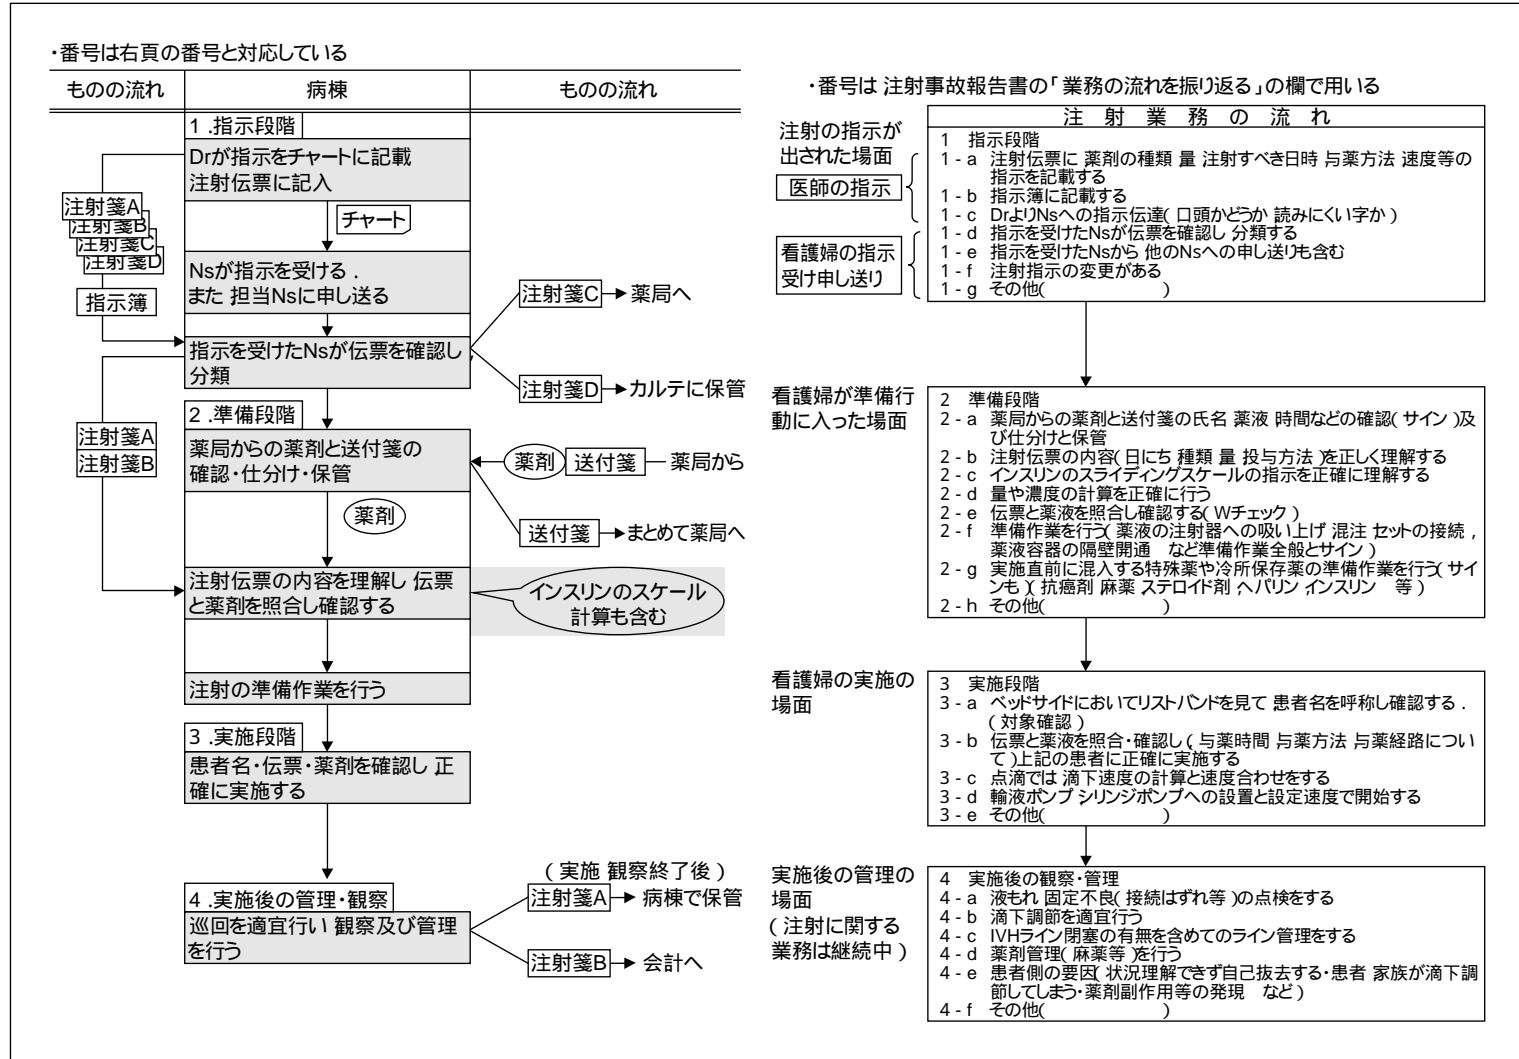 ・番号は右頁の番号と対応している
ものの流れ
病棟
ものの流れ
1 .指示段階
Drが指示をチャートに記載
注射伝票に記入
チャート
注射箋A
注射箋B
注射箋C
注射箋D
指示簿
Nsが指示を受ける .
また 担当Nsに申し送る
注射箋C
薬局へ
指示を受けたNsが伝票を確認し ,
分類
注射箋D
カルテに保管
2 .準備段階
注射箋A
注射箋B
薬局からの薬剤と送付箋の
確認・仕分け・保管
薬剤
送付箋
薬局から
薬剤
送付箋
まとめて薬局へ
注射伝票の内容を理解し 伝票
と薬剤を照合し確認する
インスリンのスケール
計算も含む
注射の準備作業を行う
3 .実施段階
患者名・伝票・薬剤を確認し 正
確に実施する
4 .実施後の管理・観察
巡回を適宜行い 観察及び管理
を行う
( 実施 観察終了後 )
注射箋A
病棟で保管
注射箋B
会計へ
・番号は 注射事故報告書の「業務の流れを振り返る」の欄で用いる
注射の指示が
出された場面
医師の指示
看護婦の指示
受け申し送り
注 射 業 務 の 流 れ
1 指示段階
1 - a 注射伝票に 薬剤の種類 量 注射すべき日時 与薬方法 速度等の
指示を記載する
1 - b 指示簿に記載する
1 - c DrよりNsへの指示伝達( 口頭かどうか 読みにくい字か )
1 - d 指示を受けたNsが伝票を確認し 分類する
1 - e 指示を受けたNsから 他のNsへの申し送りも含む
1 - f 注射指示の変更がある
1 - g その他( )
看護婦が準備行
動に入った場面
2 準備段階
2 - a 薬局からの薬剤と送付箋の氏名 薬液 時間などの確認( サイン )及
び仕分けと保管
2 - b 注射伝票の内容( 日にち 種類 量 投与方法 )を正しく理解する
2 - c インスリンのスライディングスケールの指示を正確に理解する
2 - d 量や濃度の計算を正確に行う
2 - e 伝票と薬液を照合し確認する( Wチェック )
2 - f 準備作業を行う( 薬液の注射器への吸い上げ 混注 セットの接続 ,
薬液容器の隔壁開通 など準備作業全般とサイン )
2 - g 実施直前に混入する特殊薬や冷所保存薬の準備作業を行う( サイ
ンも )( 抗癌剤 麻薬 ステロイド剤 ヘパリン インスリン 等 )
2 - h その他( )
看護婦の実施の
場面
3 実施段階
3 - a ベッドサイドにおいてリストバンドを見て 患者名を呼称し確認する .
( 対象確認 )
3 - b 伝票と薬液を照合・確認し ( 与薬時間 与薬方法 与薬経路につい
て )上記の患者に正確に実施する
3 - c 点滴では 滴下速度の計算と速度合わせをする
3 - d 輸液ポンプ シリンジポンプへの設置と設定速度で開始する
3 - e その他( )
実施後の管理の
場面
( 注射に関する
業務は継続中 )
4 実施後の観察・管理
4 - a 液もれ 固定不良( 接続はずれ等 )の点検をする
4 - b 滴下調節を適宜行う
4 - c IVHライン閉塞の有無を含めてのライン管理をする
4 - d 薬剤管理( 麻薬等 )を行う
4 - e 患者側の要因( 状況理解できず自己抜去する・患者 家族が滴下調
節してしまう・薬剤副作用等の発現 など )
4 - f その他( )